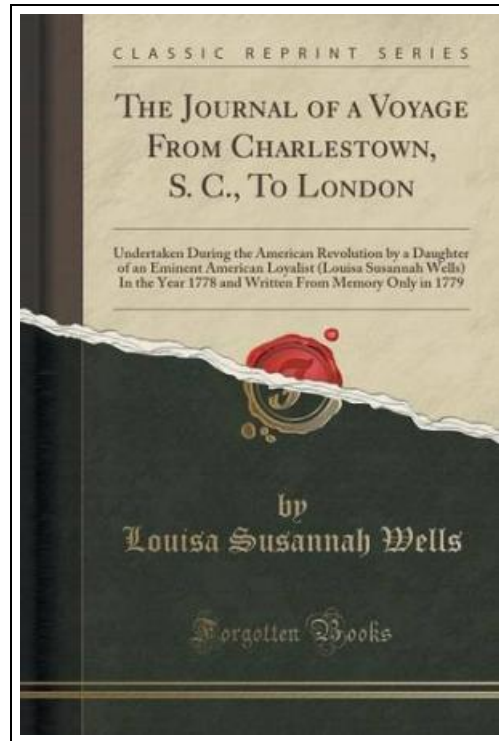 CLASSIC REPRINT SERIES
THE JOURNAL OF A VOYAGE
FROM CHARLESTOWN,
S. C., TO LONDON
Undertaken During the American Revolution by a Daughter
of an Eminent American Loyalist (Louisa Susannah Wells)
In the Year 1778 and Written From Memory Only in 1779
by
Louisa Susannah Wells
Forgotten Books